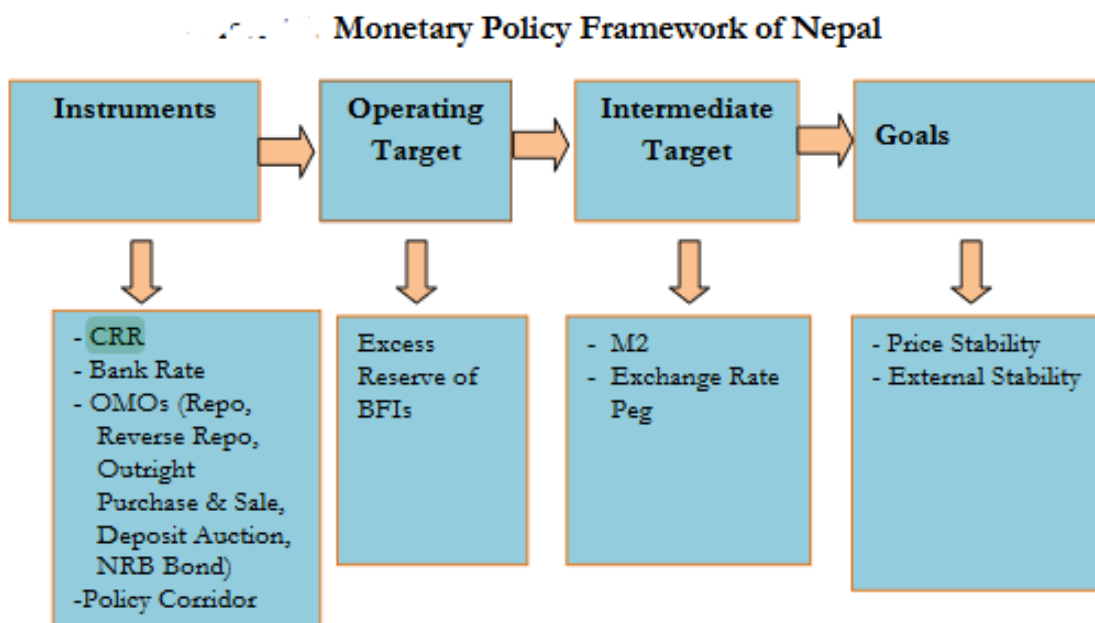 Monetary Policy Framework of Nepal
Instruments
Operating
Target
Intermediate
Target
Goals
- CRR
- Bank Rate
- OMOs (Repo,
Reverse Repo,
Outright
Purchase & Sale,
Deposit Auction,
NRB Bond)
-Policy Corridor
Excess
Reserve of
BFIs
- M2
- Exchange Rate
Peg
- Price Stability
- External Stability